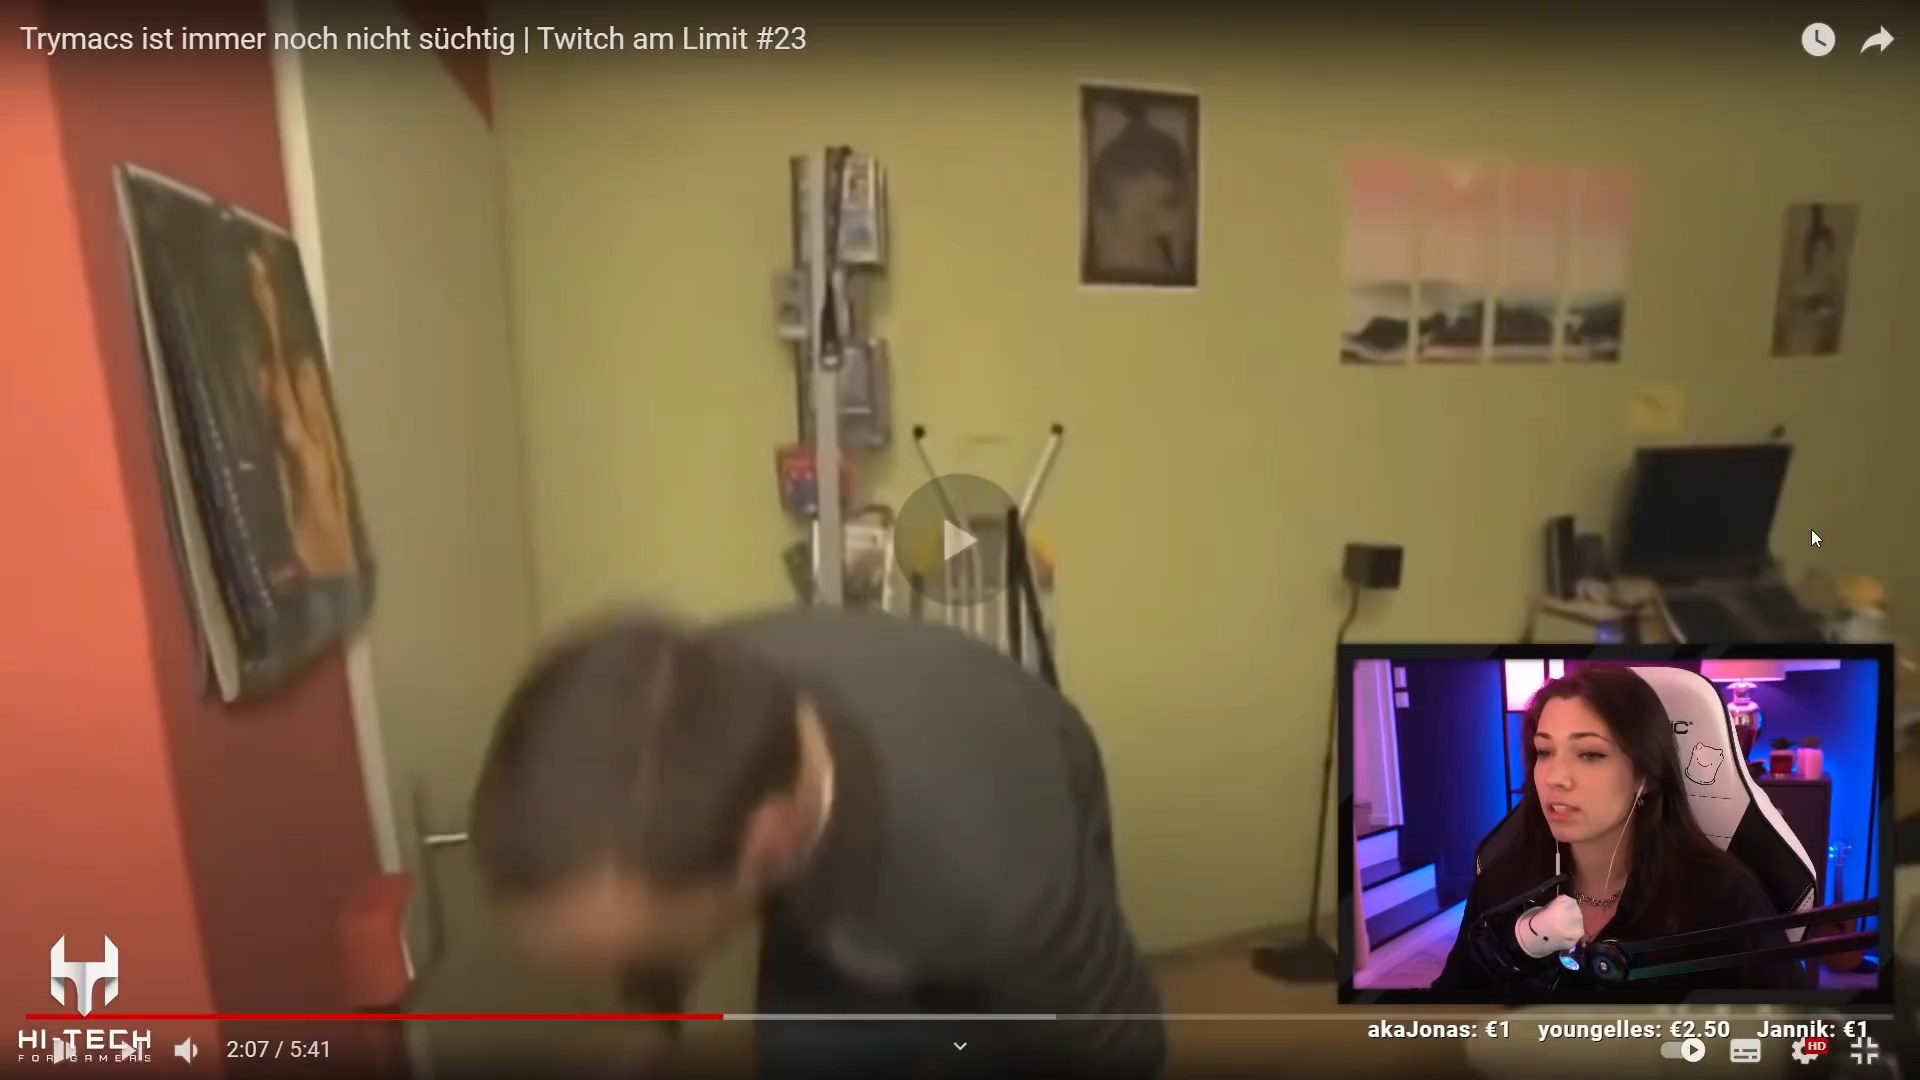 Trymacs ist immer noch nicht süchtig | Twitch am Limit #23
HI-TECH
FOR GAMERS
akaJonas: €1 youngelles: €2.50 Jannik: €1
2:07 / 5:41
HD